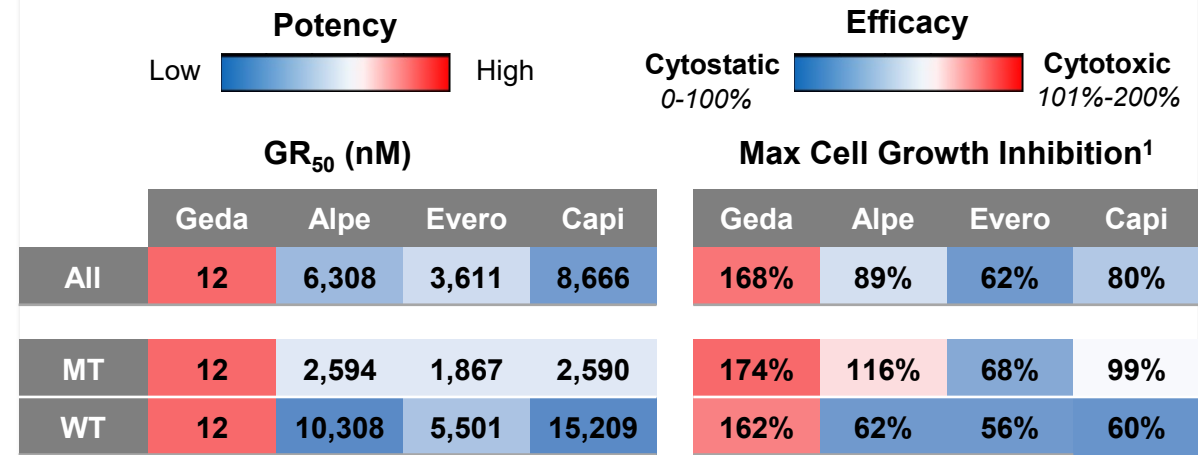 Potency
Efficacy
Low High
Cytostatic
0-100%
Cytotoxic
101%-200%
GR₅₀ (nM)
Max Cell Growth Inhibition¹
Geda Alpe Evero Capi Geda Alpe Evero Capi
All 12 6,308 3,611 8,666 168% 89% 62% 80%
MT 12 2,594 1,867 2,590 174% 116% 68% 99%
WT 12 10,308 5,501 15,209 162% 62% 56% 60%